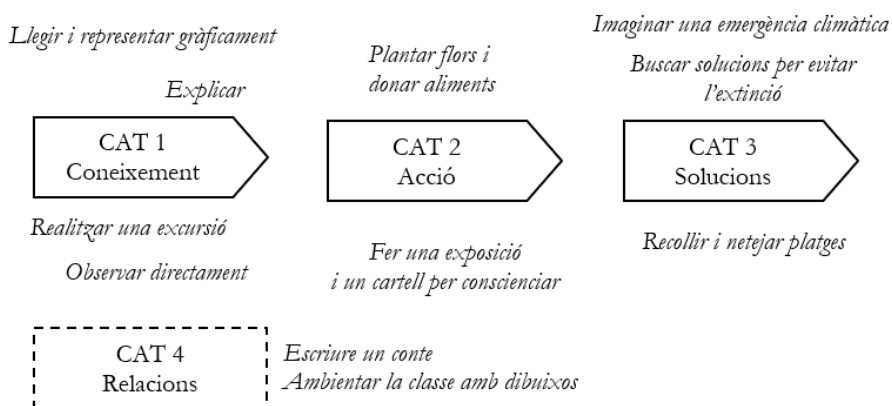 Llegir i representar gràficament
Explicar
CAT 1
Coneixement
Realitzar una excursió
Observar directament
Plantar flors i
donar aliments
CAT 2
Acció
Fer una exposició
i un cartell per conscienciar
Imaginar una emergència climàtica
Buscar solucions per evitar
l'extinció
CAT 3
Solucions
Recollir i netejar platges
CAT 4
Relacions
Escriure un conte
Ambientar la classe amb dibuixos